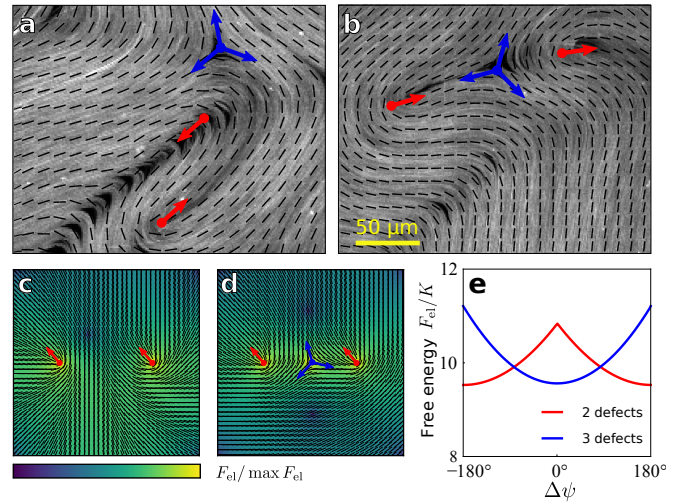 a
b
50 µm
c
d
F_el / max F_el
e
Free energy F_el/K
12
10
8
2 defects
3 defects
−180°
0°
180°
Δψ